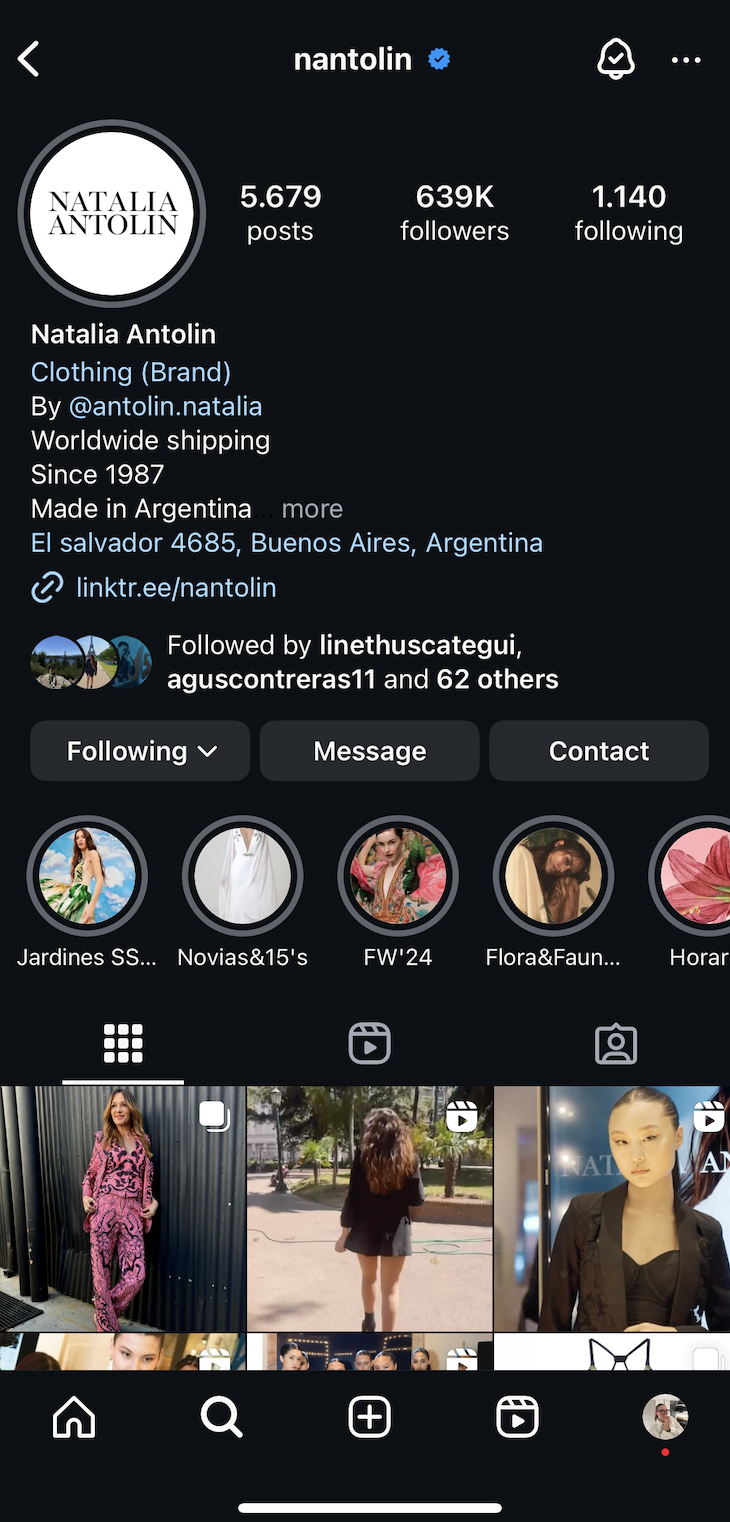 nantolin
NATALIA
ANTOLIN
5.679
posts
639K
followers
1.140
following
Natalia Antolin
Clothing (Brand)
By @antolin.natalia
Worldwide shipping
Since 1987
Made in Argentina... more
El salvador 4685, Buenos Aires, Argentina
linktr.ee/nantolin
Followed by linethuscategui,
aguscontreras11 and 62 others
Following
Message
Contact
Jardines SS...
Novias&15's
FW'24
Flora&Faun...
Horar
NAT
AN